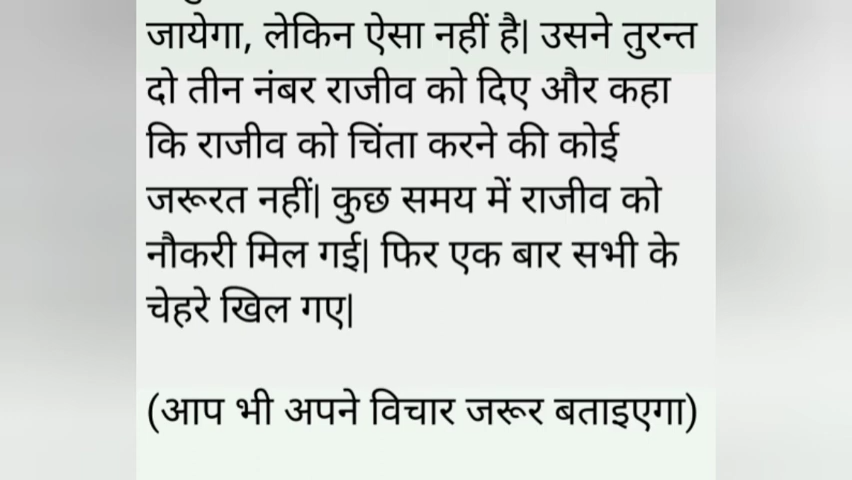 जायेगा, लेकिन ऐसा नहीं है| उसने तुरन्त
दो तीन नंबर राजीव को दिए और कहा
कि राजीव को चिंता करने की कोई
जरूरत नहीं| कुछ समय में राजीव को
नौकरी मिल गई| फिर एक बार सभी के
चेहरे खिल गए|
(आप भी अपने विचार जरूर बताइएगा)